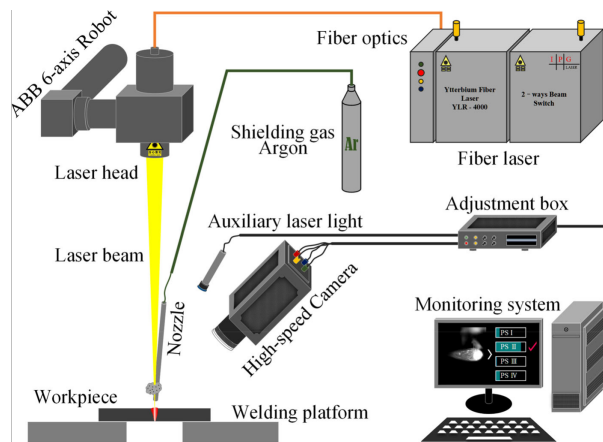 ABB 6-axis Robot
Fiber optics
I P G
LASER
Ytterbium Fiber
Laser
YLR - 4000
2 - ways Beam
Switch
Shielding gas
Argon
Ar
Fiber laser
Laser head
Auxiliary laser light
Adjustment box
Laser beam
Nozzle
High-speed Camera
Monitoring system
PS I
PS II
PS III
PS IV
Workpiece
Welding platform